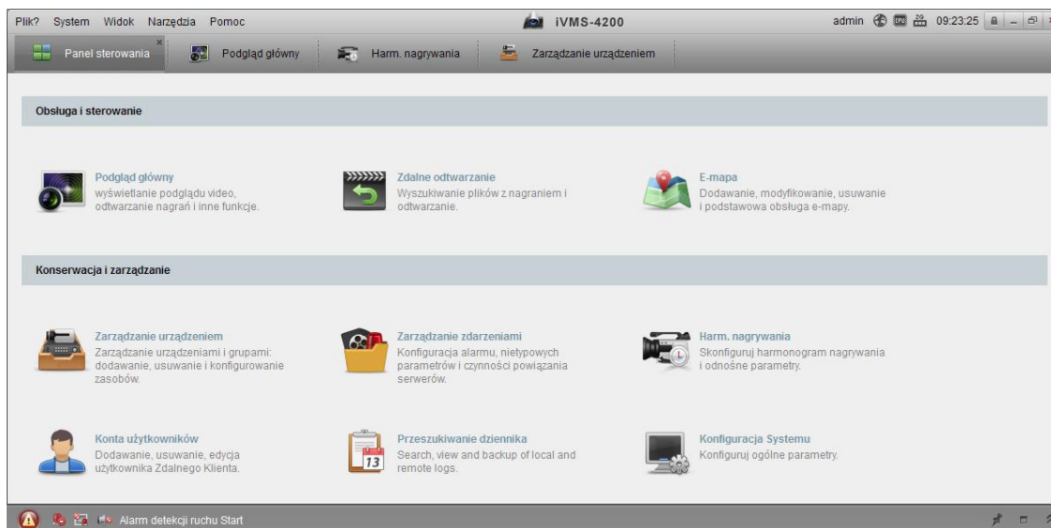 Plik? System Widok Narzędzia Pomoc iVMS-4200 admin 09:23:25
Panel sterowania Podgląd główny Harm. nagrywania Zarządzanie urządzeniem
Obsługa i sterowanie
Podgląd główny
wyświetlanie podglądu video,
odtwarzanie nagrań i inne funkcje.
Zdalne odtwarzanie
Wyszukiwanie plików z nagraniem i
odtwarzanie.
E-mapa
Dodawanie, modyfikowanie, usuwanie
i podstawowa obsługa e-mapy.
Konserwacja i zarządzanie
Zarządzanie urządzeniem
Zarządzanie urządzeniami i grupami:
dodawanie, usuwanie i konfigurowanie
zasobów.
Zarządzanie zdarzeniami
Konfiguracja alarmu, nietypowych
parametrów i czynności powiązania
serwerów.
Harm. nagrywania
Skonfiguruj harmonogram nagrywania
i odnośne parametry.
Konta użytkowników
Dodawanie, usuwanie, edycja
użytkownika Zdalnego Klienta.
13
Przeszukiwanie dziennika
Search, view and backup of local and
remote logs.
Konfiguracja Systemu
Konfiguruj ogólne parametry.
Alarm detekcji ruchu Start